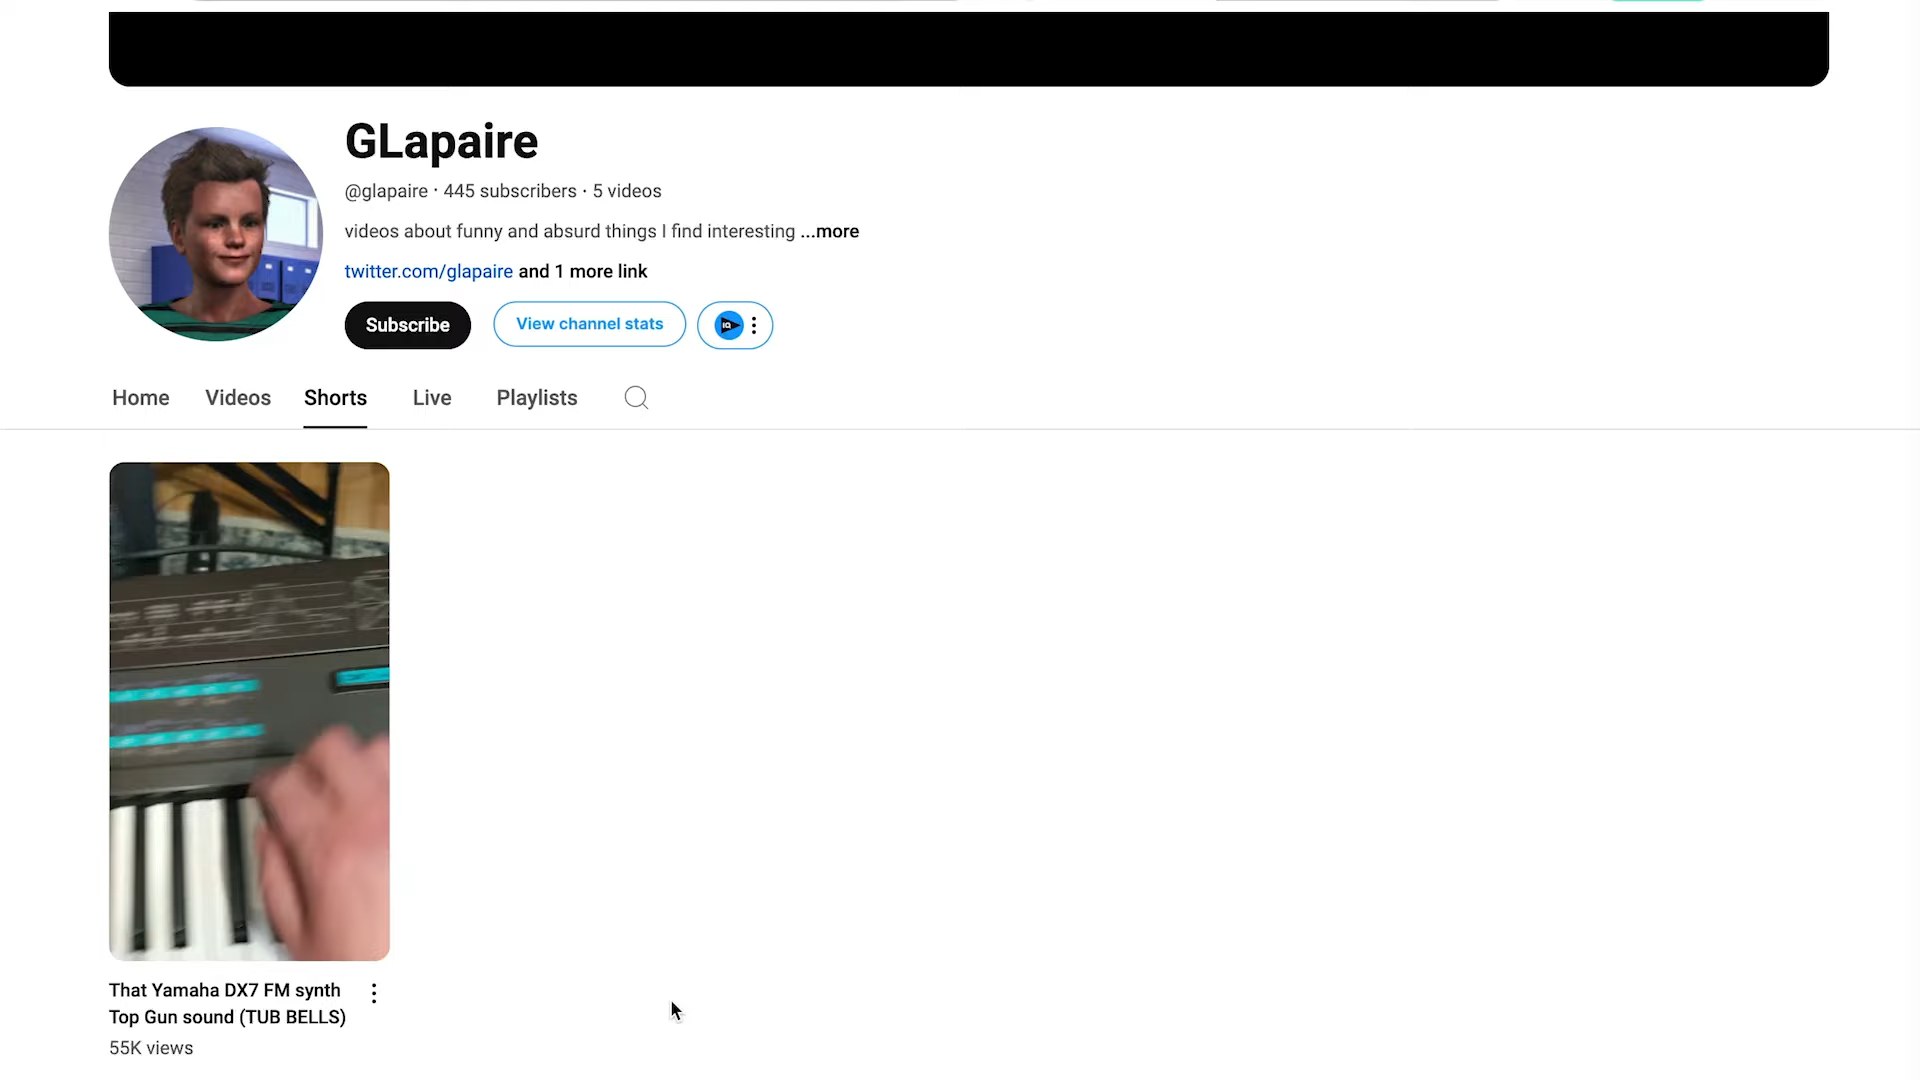 GLapaire
@glapaire · 445 subscribers · 5 videos
videos about funny and absurd things I find interesting ...more
twitter.com/glapaire and 1 more link
Subscribe
View channel stats
IQ
Home
Videos
Shorts
Live
Playlists
That Yamaha DX7 FM synth
Top Gun sound (TUB BELLS)
55K views